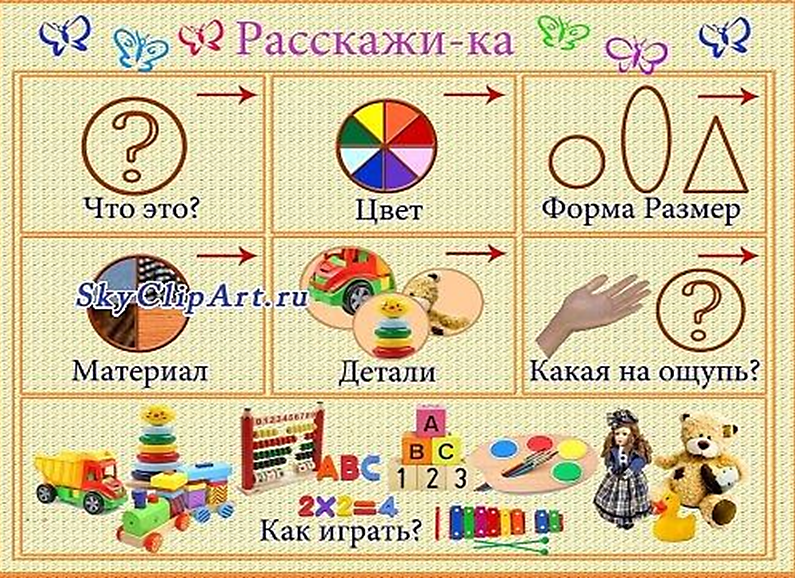 Расскажи-ка
Что это?
Цвет
Форма Размер
SkyClipArt.ru
Материал
Детали
Какая на ощупь?
1234567890
ABC
A
B C
1 2 3
2×2=4
Как играть?